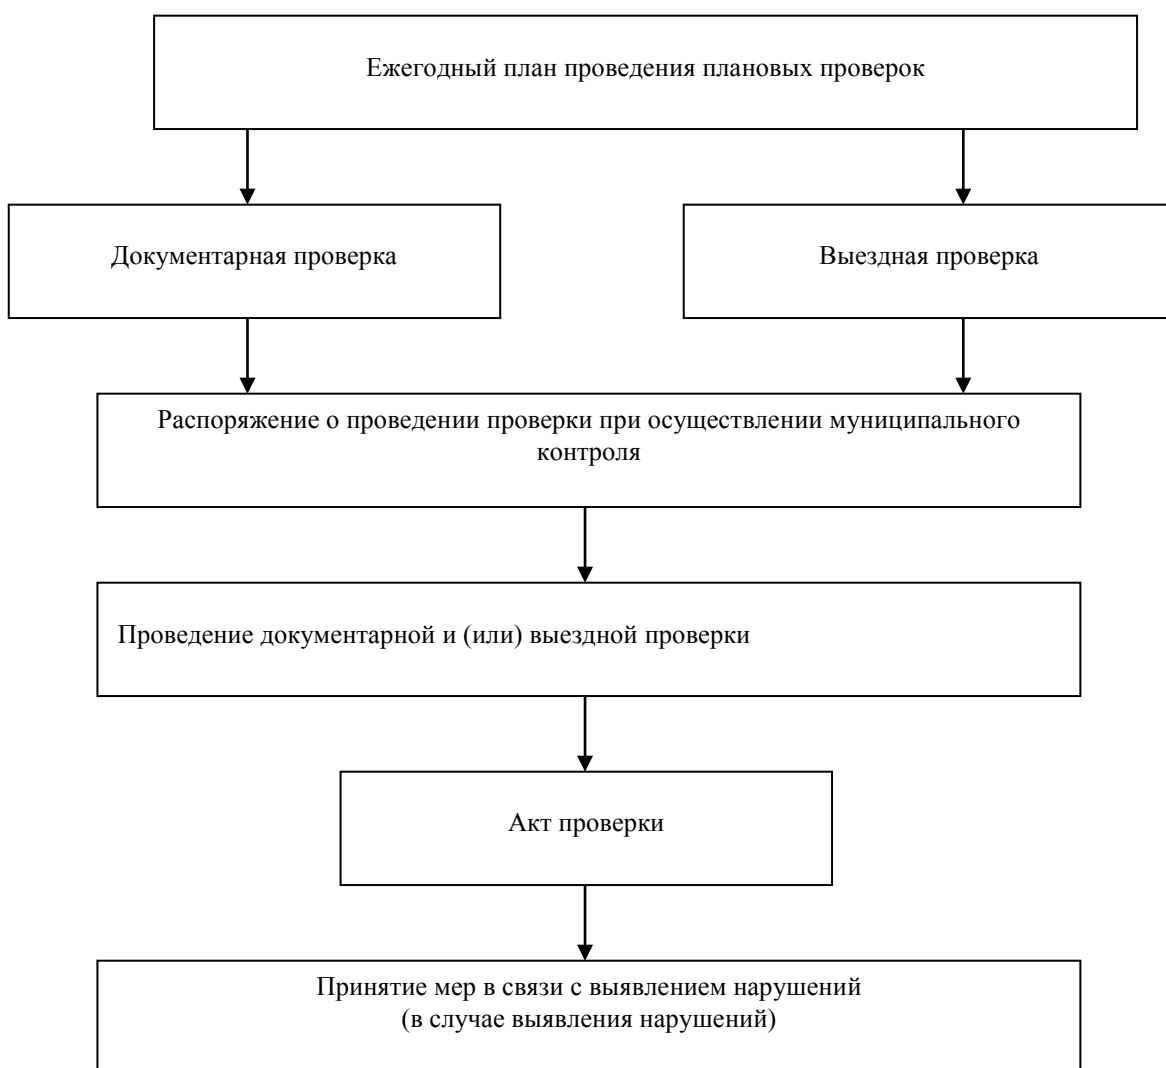 Ежегодный план проведения плановых проверок
Документарная проверка
Выездная проверка
Распоряжение о проведении проверки при осуществлении муниципального
контроля
Проведение документарной и (или) выездной проверки
Акт проверки
Принятие мер в связи с выявлением нарушений
(в случае выявления нарушений)